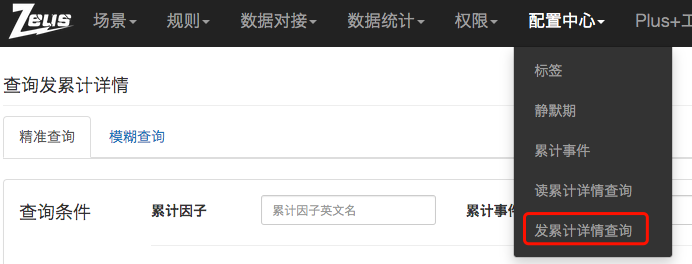 Zeus 场景 规则 数据对接 数据统计 权限 配置中心 Plus+工
标签
静默期
累计事件
读累计详情查询
发累计详情查询
查询发累计详情
精准查询 模糊查询
查询条件 累计因子 累计因子英文名 累计事件